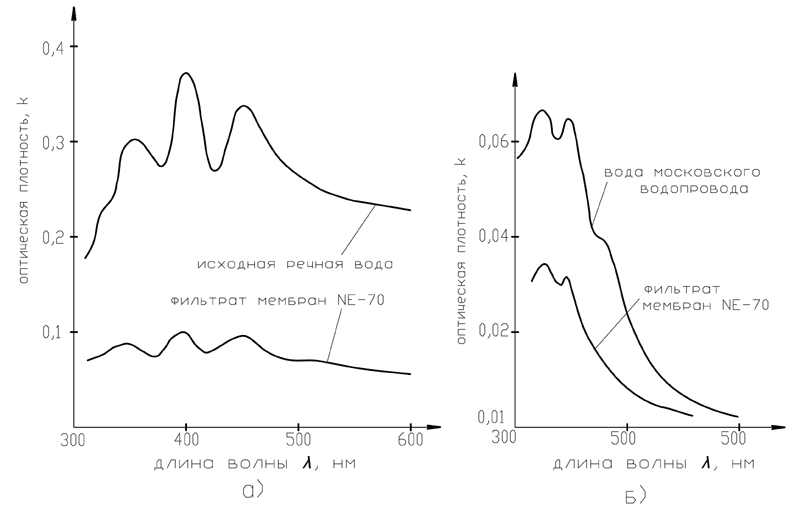 оптическая плотность, k
0,4
0,3
0,2
0,1
300
400
500
600
исходная речная вода
фильтрат мембран NE-70
длина волны λ, нм
а)
оптическая плотность, k
0,06
0,04
0,02
0,01
300
500
500
вода московского
водопровода
фильтрат
мембран NE-70
длина волны λ, нм
б)